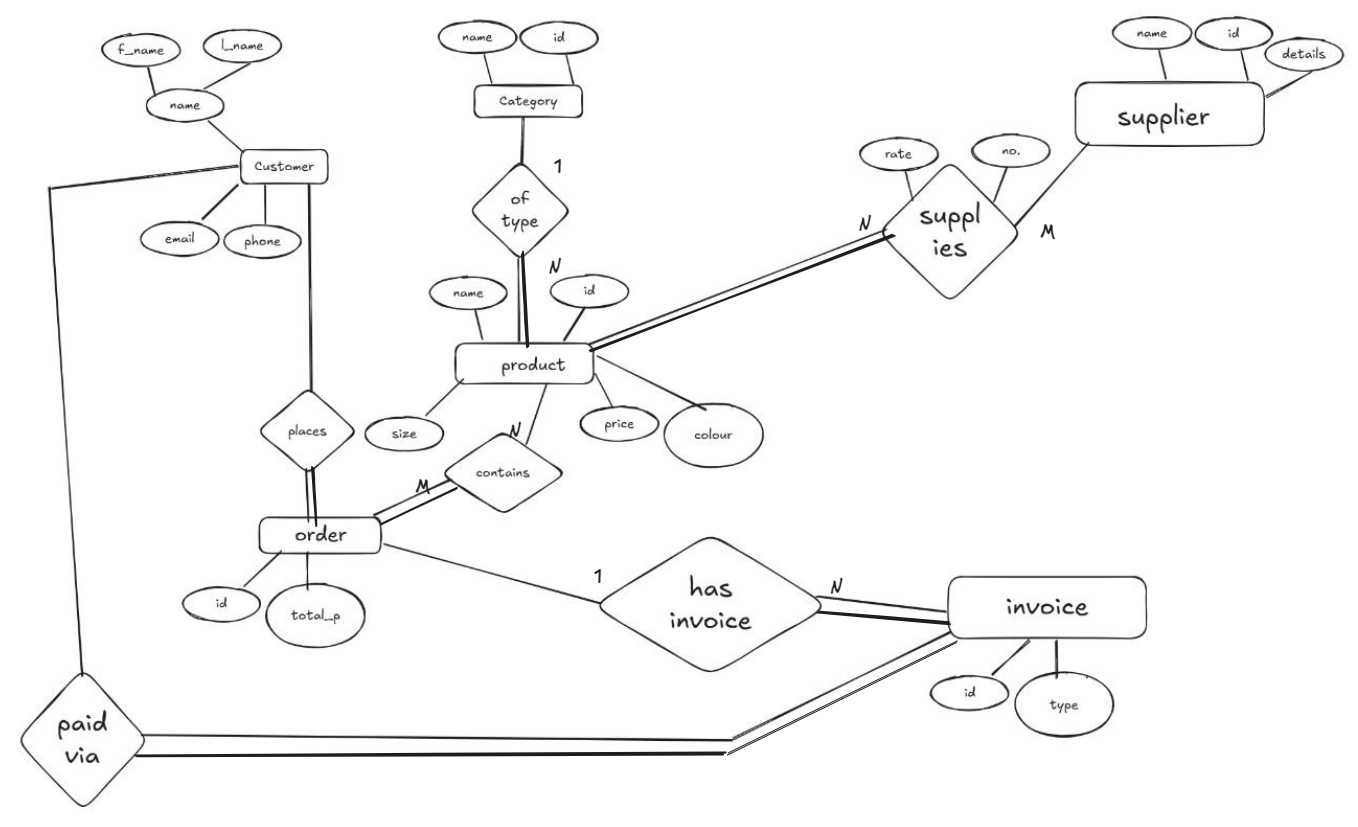 name
id
supplier
name
id
details
f_name
l_name
name
Category
Customer
1
of
type
rate
no.
N
suppl
ies
M
email
phone
N
name
id
product
places
size
N
price
colour
contains
M
order
id
total_p
1
has
invoice
N
invoice
id
type
paid
via